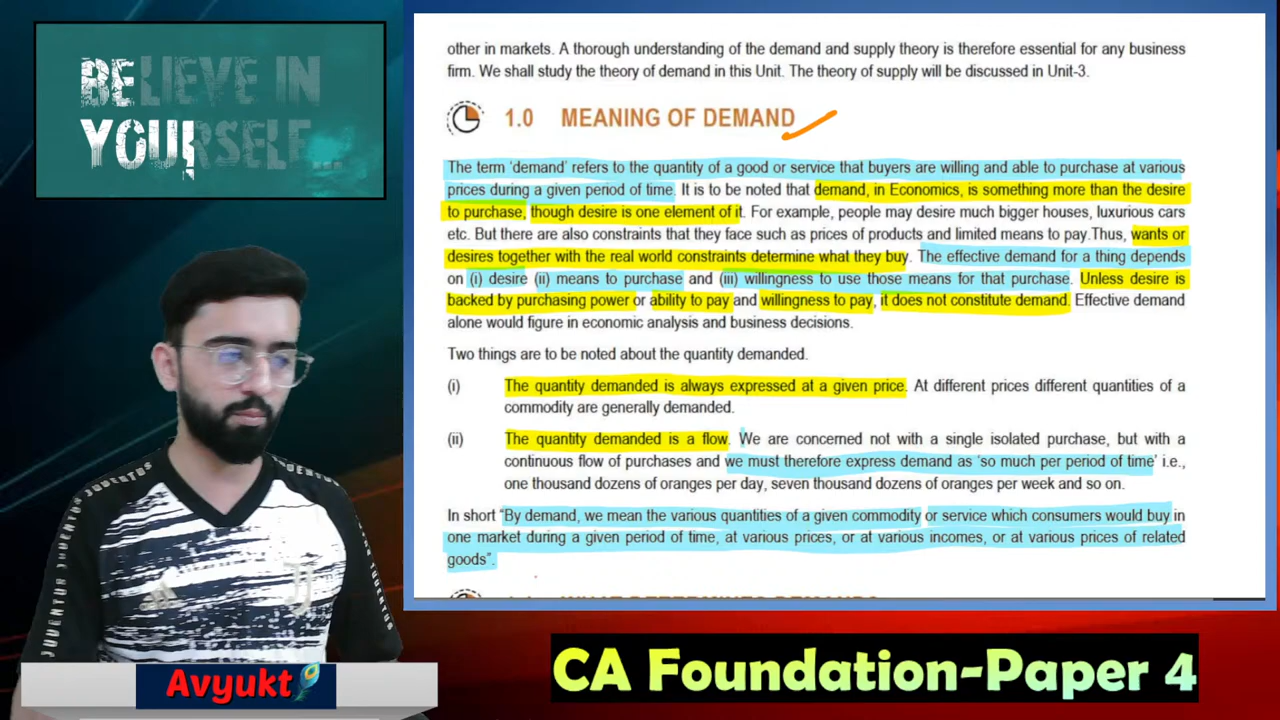 BELIEVE IN
YOURSELF...
other in markets. A thorough understanding of the demand and supply theory is therefore essential for any business
firm. We shall study the theory of demand in this Unit. The theory of supply will be discussed in Unit-3.
1.0 MEANING OF DEMAND
The term ‘demand’ refers to the quantity of a good or service that buyers are willing and able to purchase at various
prices during a given period of time. It is to be noted that demand, in Economics, is something more than the desire
to purchase, though desire is one element of it. For example, people may desire much bigger houses, luxurious cars
etc. But there are also constraints that they face such as prices of products and limited means to pay.Thus, wants or
desires together with the real world constraints determine what they buy. The effective demand for a thing depends
on (i) desire (ii) means to purchase and (iii) willingness to use those means for that purchase. Unless desire is
backed by purchasing power or ability to pay and willingness to pay, it does not constitute demand. Effective demand
alone would figure in economic analysis and business decisions.
Two things are to be noted about the quantity demanded.
(i) The quantity demanded is always expressed at a given price. At different prices different quantities of a
commodity are generally demanded.
(ii) The quantity demanded is a flow. We are concerned not with a single isolated purchase, but with a
continuous flow of purchases and we must therefore express demand as ‘so much per period of time’ i.e.,
one thousand dozens of oranges per day, seven thousand dozens of oranges per week and so on.
In short “By demand, we mean the various quantities of a given commodity or service which consumers would buy in
one market during a given period of time, at various prices, or at various incomes, or at various prices of related
goods”.
JUVENTUS JUVENTUS
Avyukt
CA Foundation-Paper 4